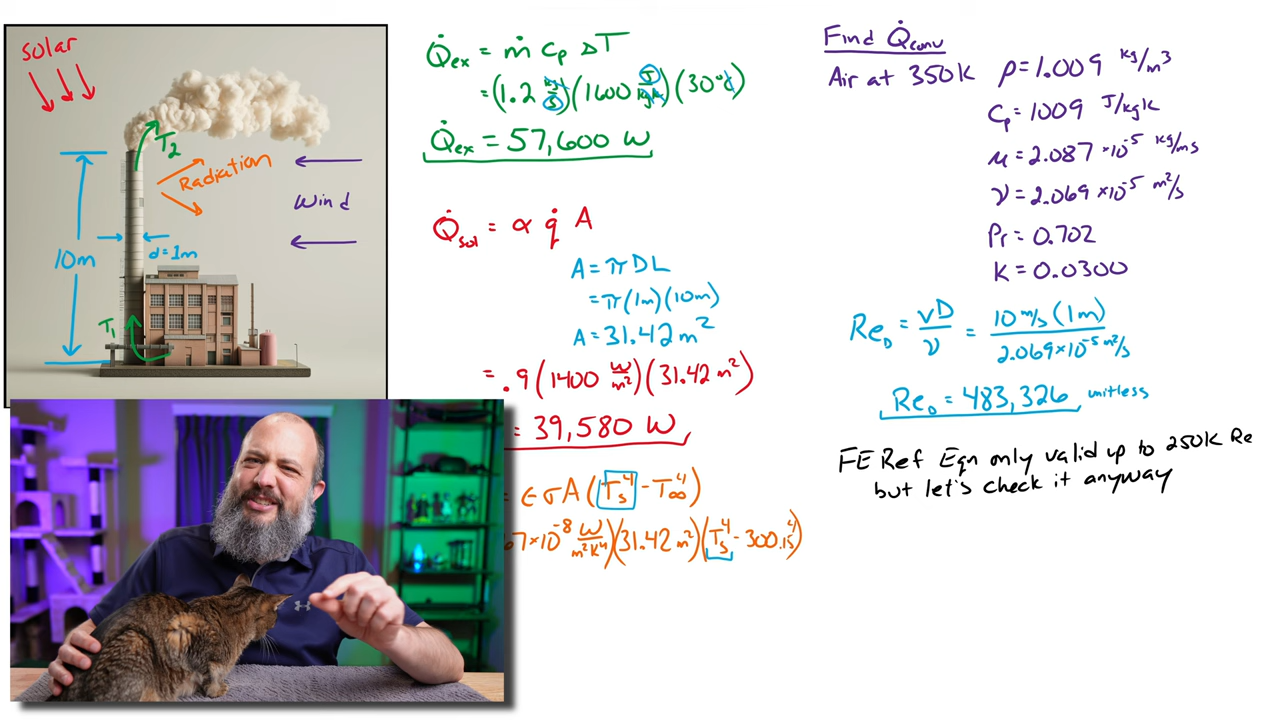 Solar
T₂
Radiation
Wind
10m
d=1m
T₁
Q̇ex = ṁ Cp ΔT
= (1.2 kg/s)(1600 J/kgK)(30°C)
Q̇ex = 57,600 W
Q̇sol = α q̇ A
A = πDL
= π(1m)(10m)
A = 31.42 m²
= .9(1400 W/m²)(31.42 m²)
= 39,580 W
= εσA(Ts⁴ - T∞⁴)
67×10⁻⁸ W/m²K⁴)(31.42 m²)(Ts⁴ - 300.15⁴)
Find Q̇conv
Air at 350K ρ = 1.009 kg/m³
Cp = 1009 J/kgK
μ = 2.087×10⁻⁵ kg/ms
ν = 2.069×10⁻⁵ m²/s
Pr = 0.702
K = 0.0300
ReD = vD/ν = 10 m/s (1m)/2.069×10⁻⁵ m²/s
ReD = 483,326 unitless
FE Ref Eqn only valid up to 250K Re
but let's check it anyway